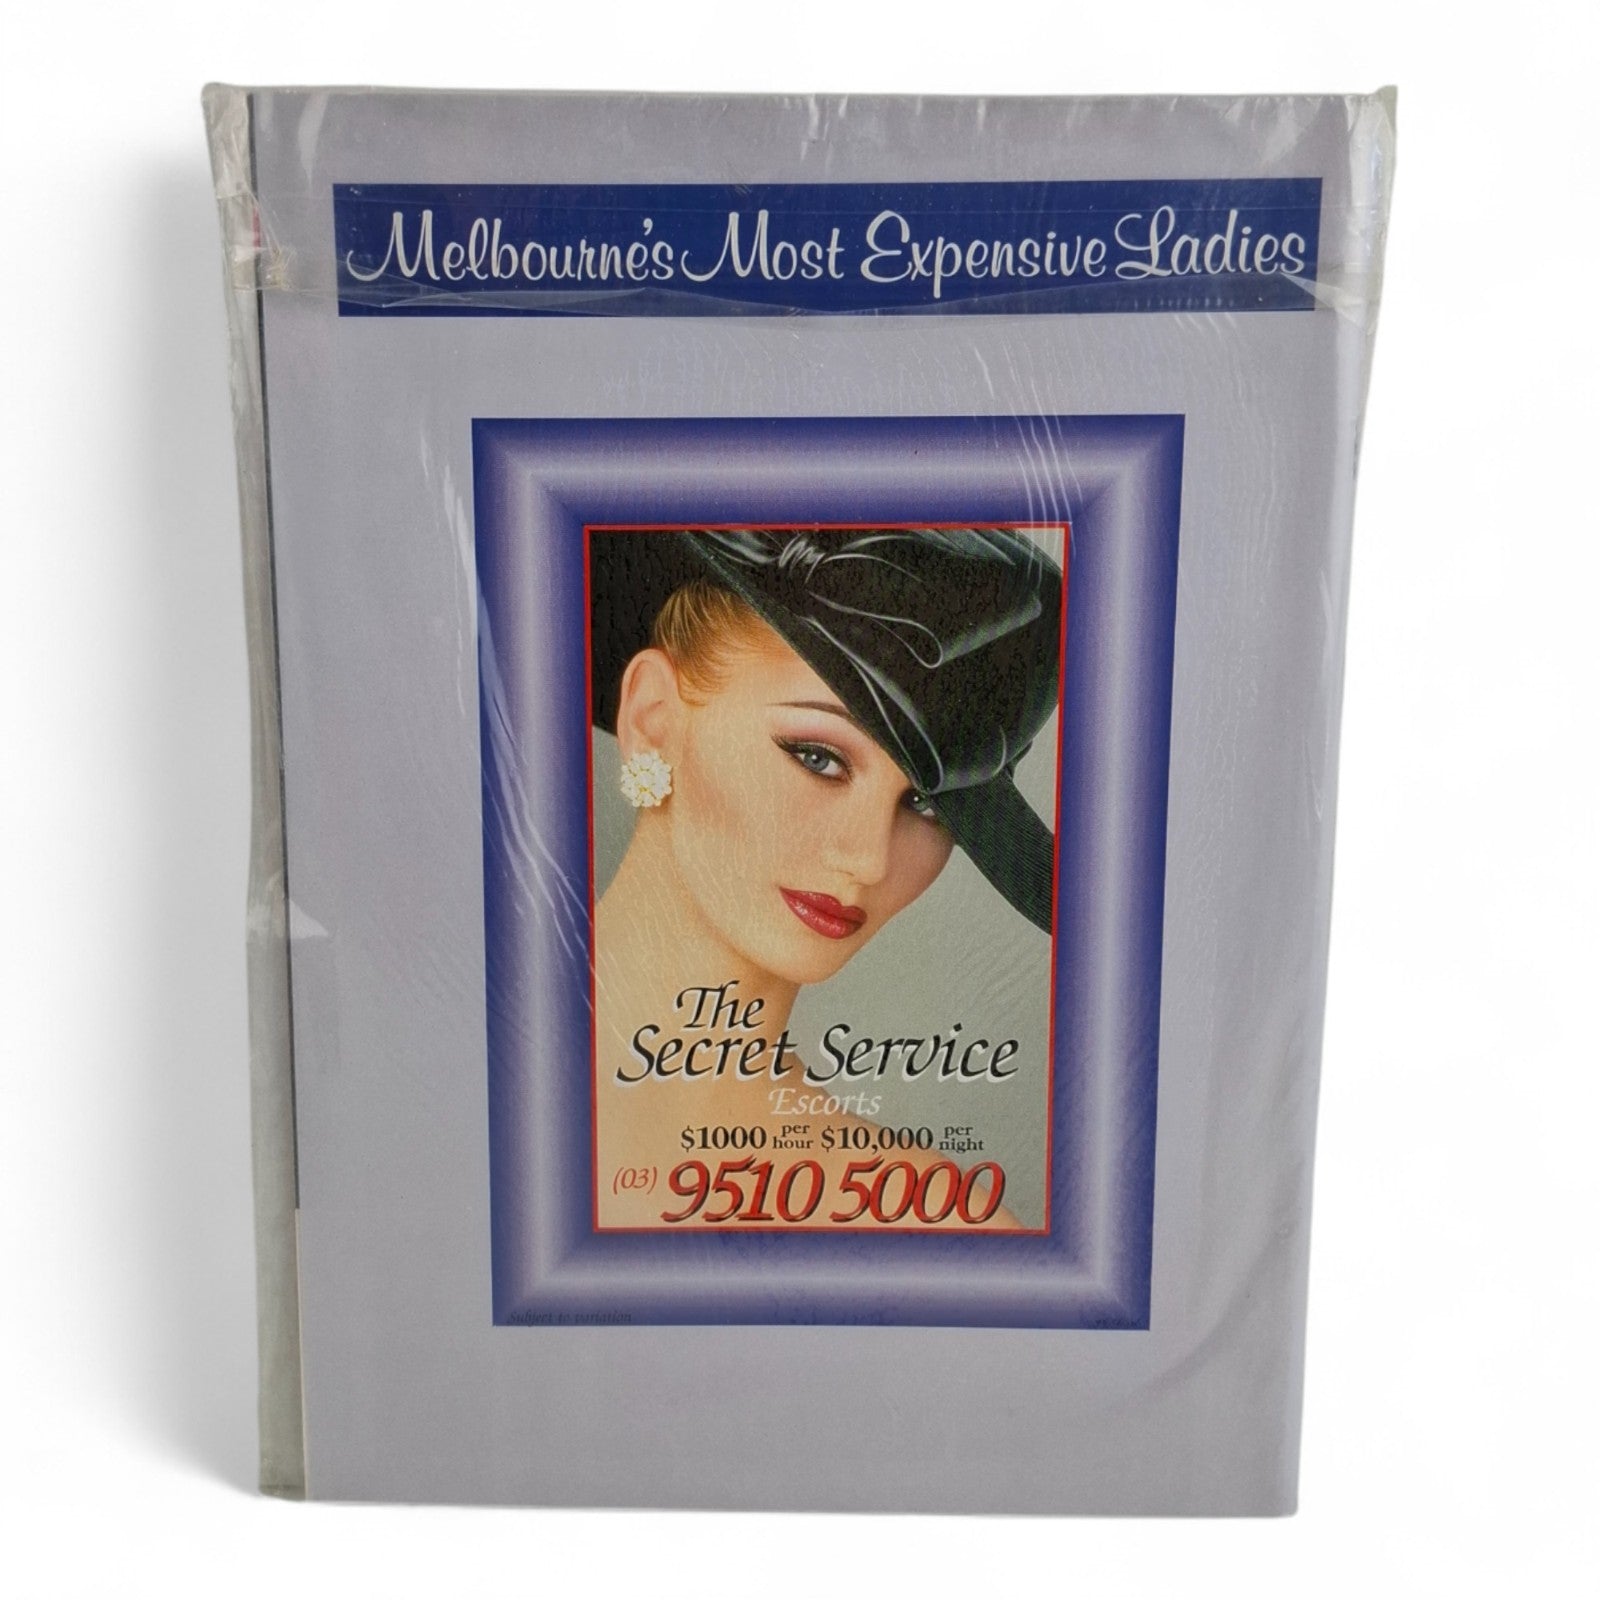 Melbourne's Most Expensive Ladies
The
Secret Service
Escorts
$1000 per hour $10,000 per night
(03) 9510 5000
Subject to variation